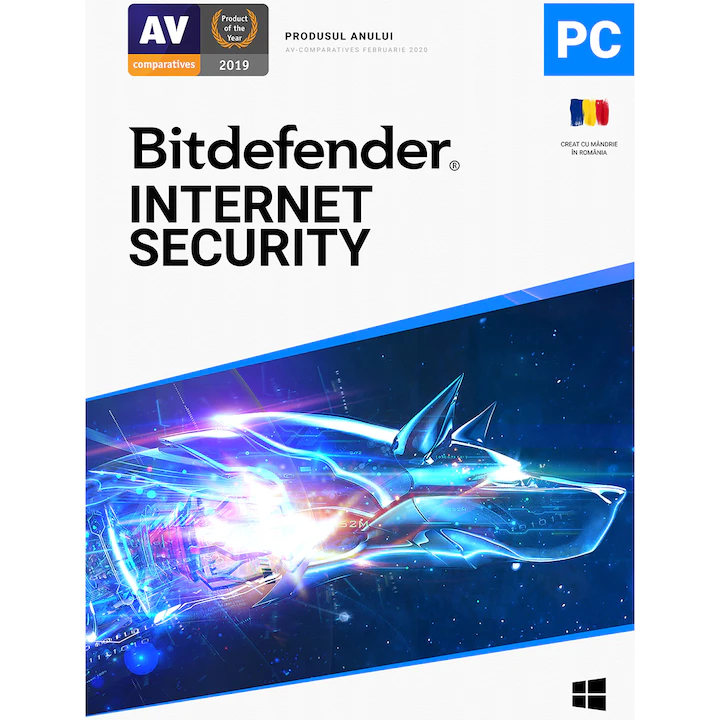 AV
comparatives
Product
of the
Year
2019
PRODUSUL ANULUI
AV-COMPARATIVES FEBRUARIE 2020
PC
CREAT CU MÂNDRIE
ÎN ROMÂNIA
Bitdefender®
INTERNET
SECURITY
S2M